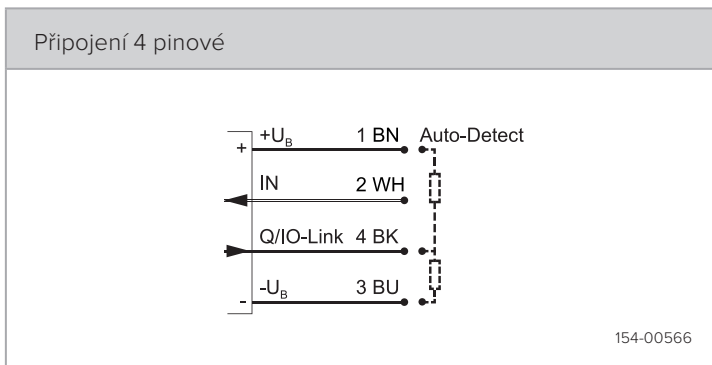 Připojení 4 pinové
+U_B 1 BN Auto-Detect
+
IN 2 WH
Q/IO-Link 4 BK
-U_B 3 BU
-
154-00566